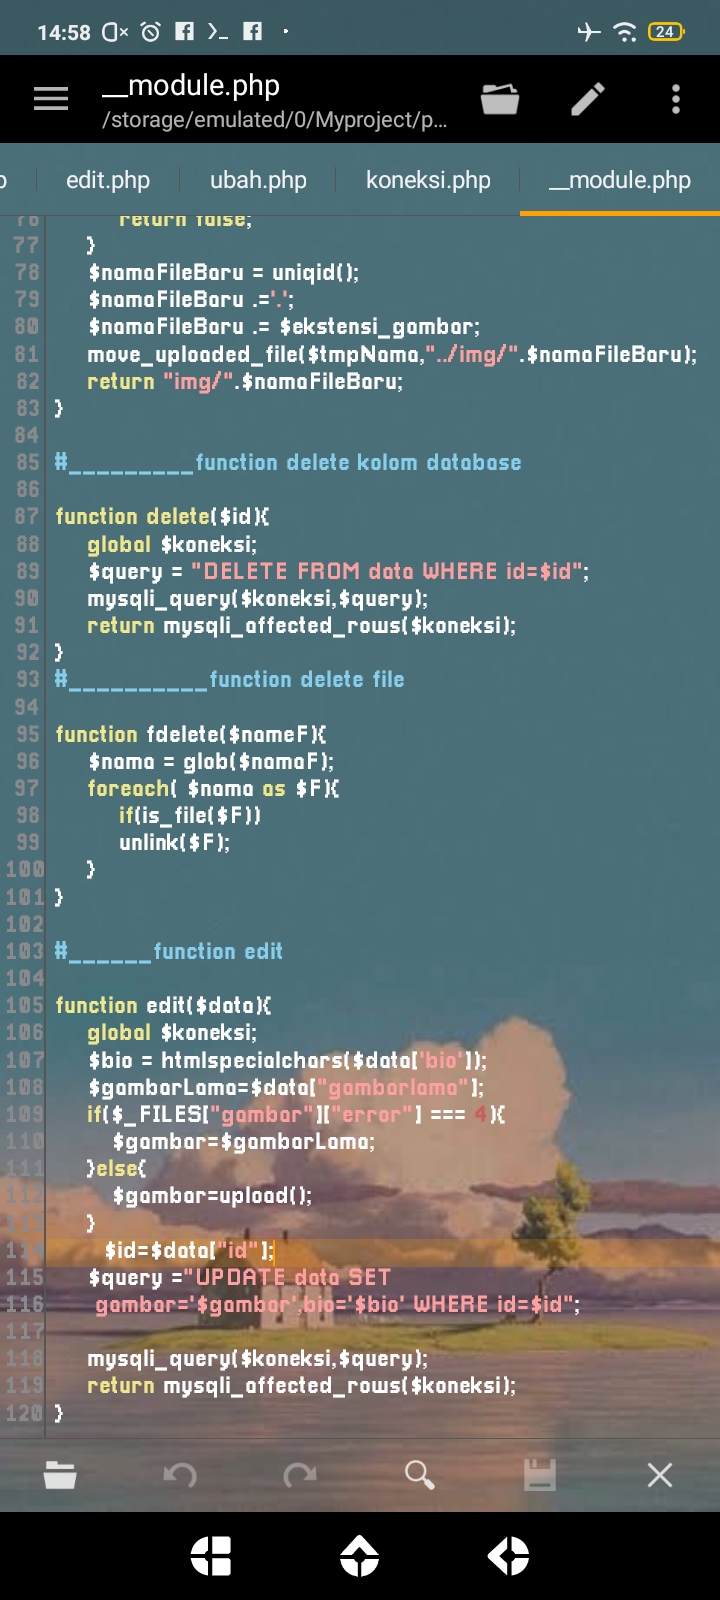 14:58
24
__module.php
/storage/emulated/0/Myproject/p...
edit.php
ubah.php
koneksi.php
__module.php
76 return false;
77 }
78 $namaFileBaru = uniqid();
79 $namaFileBaru .='.';
80 $namaFileBaru .= $ekstensi_gambar;
81 move_uploaded_file($tmpNama,"../img/".$namaFileBaru);
82 return "img/".$namaFileBaru;
83 }
84
85 #_________function delete kolom database
86
87 function delete($id){
88 global $koneksi;
89 $query = "DELETE FROM data WHERE id=$id";
90 mysqli_query($koneksi,$query);
91 return mysqli_affected_rows($koneksi);
92 }
93 #__________function delete file
94
95 function fdelete($nameF){
96 $nama = glob($namaF);
97 foreach( $nama as $F){
98 if(is_file($F))
99 unlink($F);
100 }
101 }
102
103 #______function edit
104
105 function edit($data){
106 global $koneksi;
107 $bio = htmlspecialchars($data['bio']);
108 $gambarLama=$data["gambarlama"];
109 if($_FILES["gambar"]["error"] === 4){
110 $gambar=$gambarLama;
111 }else{
112 $gambar=upload();
113 }
114 $id=$data["id"];
115 $query ="UPDATE data SET
116 gambar='$gambar',bio='$bio' WHERE id=$id";
117
118 mysqli_query($koneksi,$query);
119 return mysqli_affected_rows($koneksi);
120 }